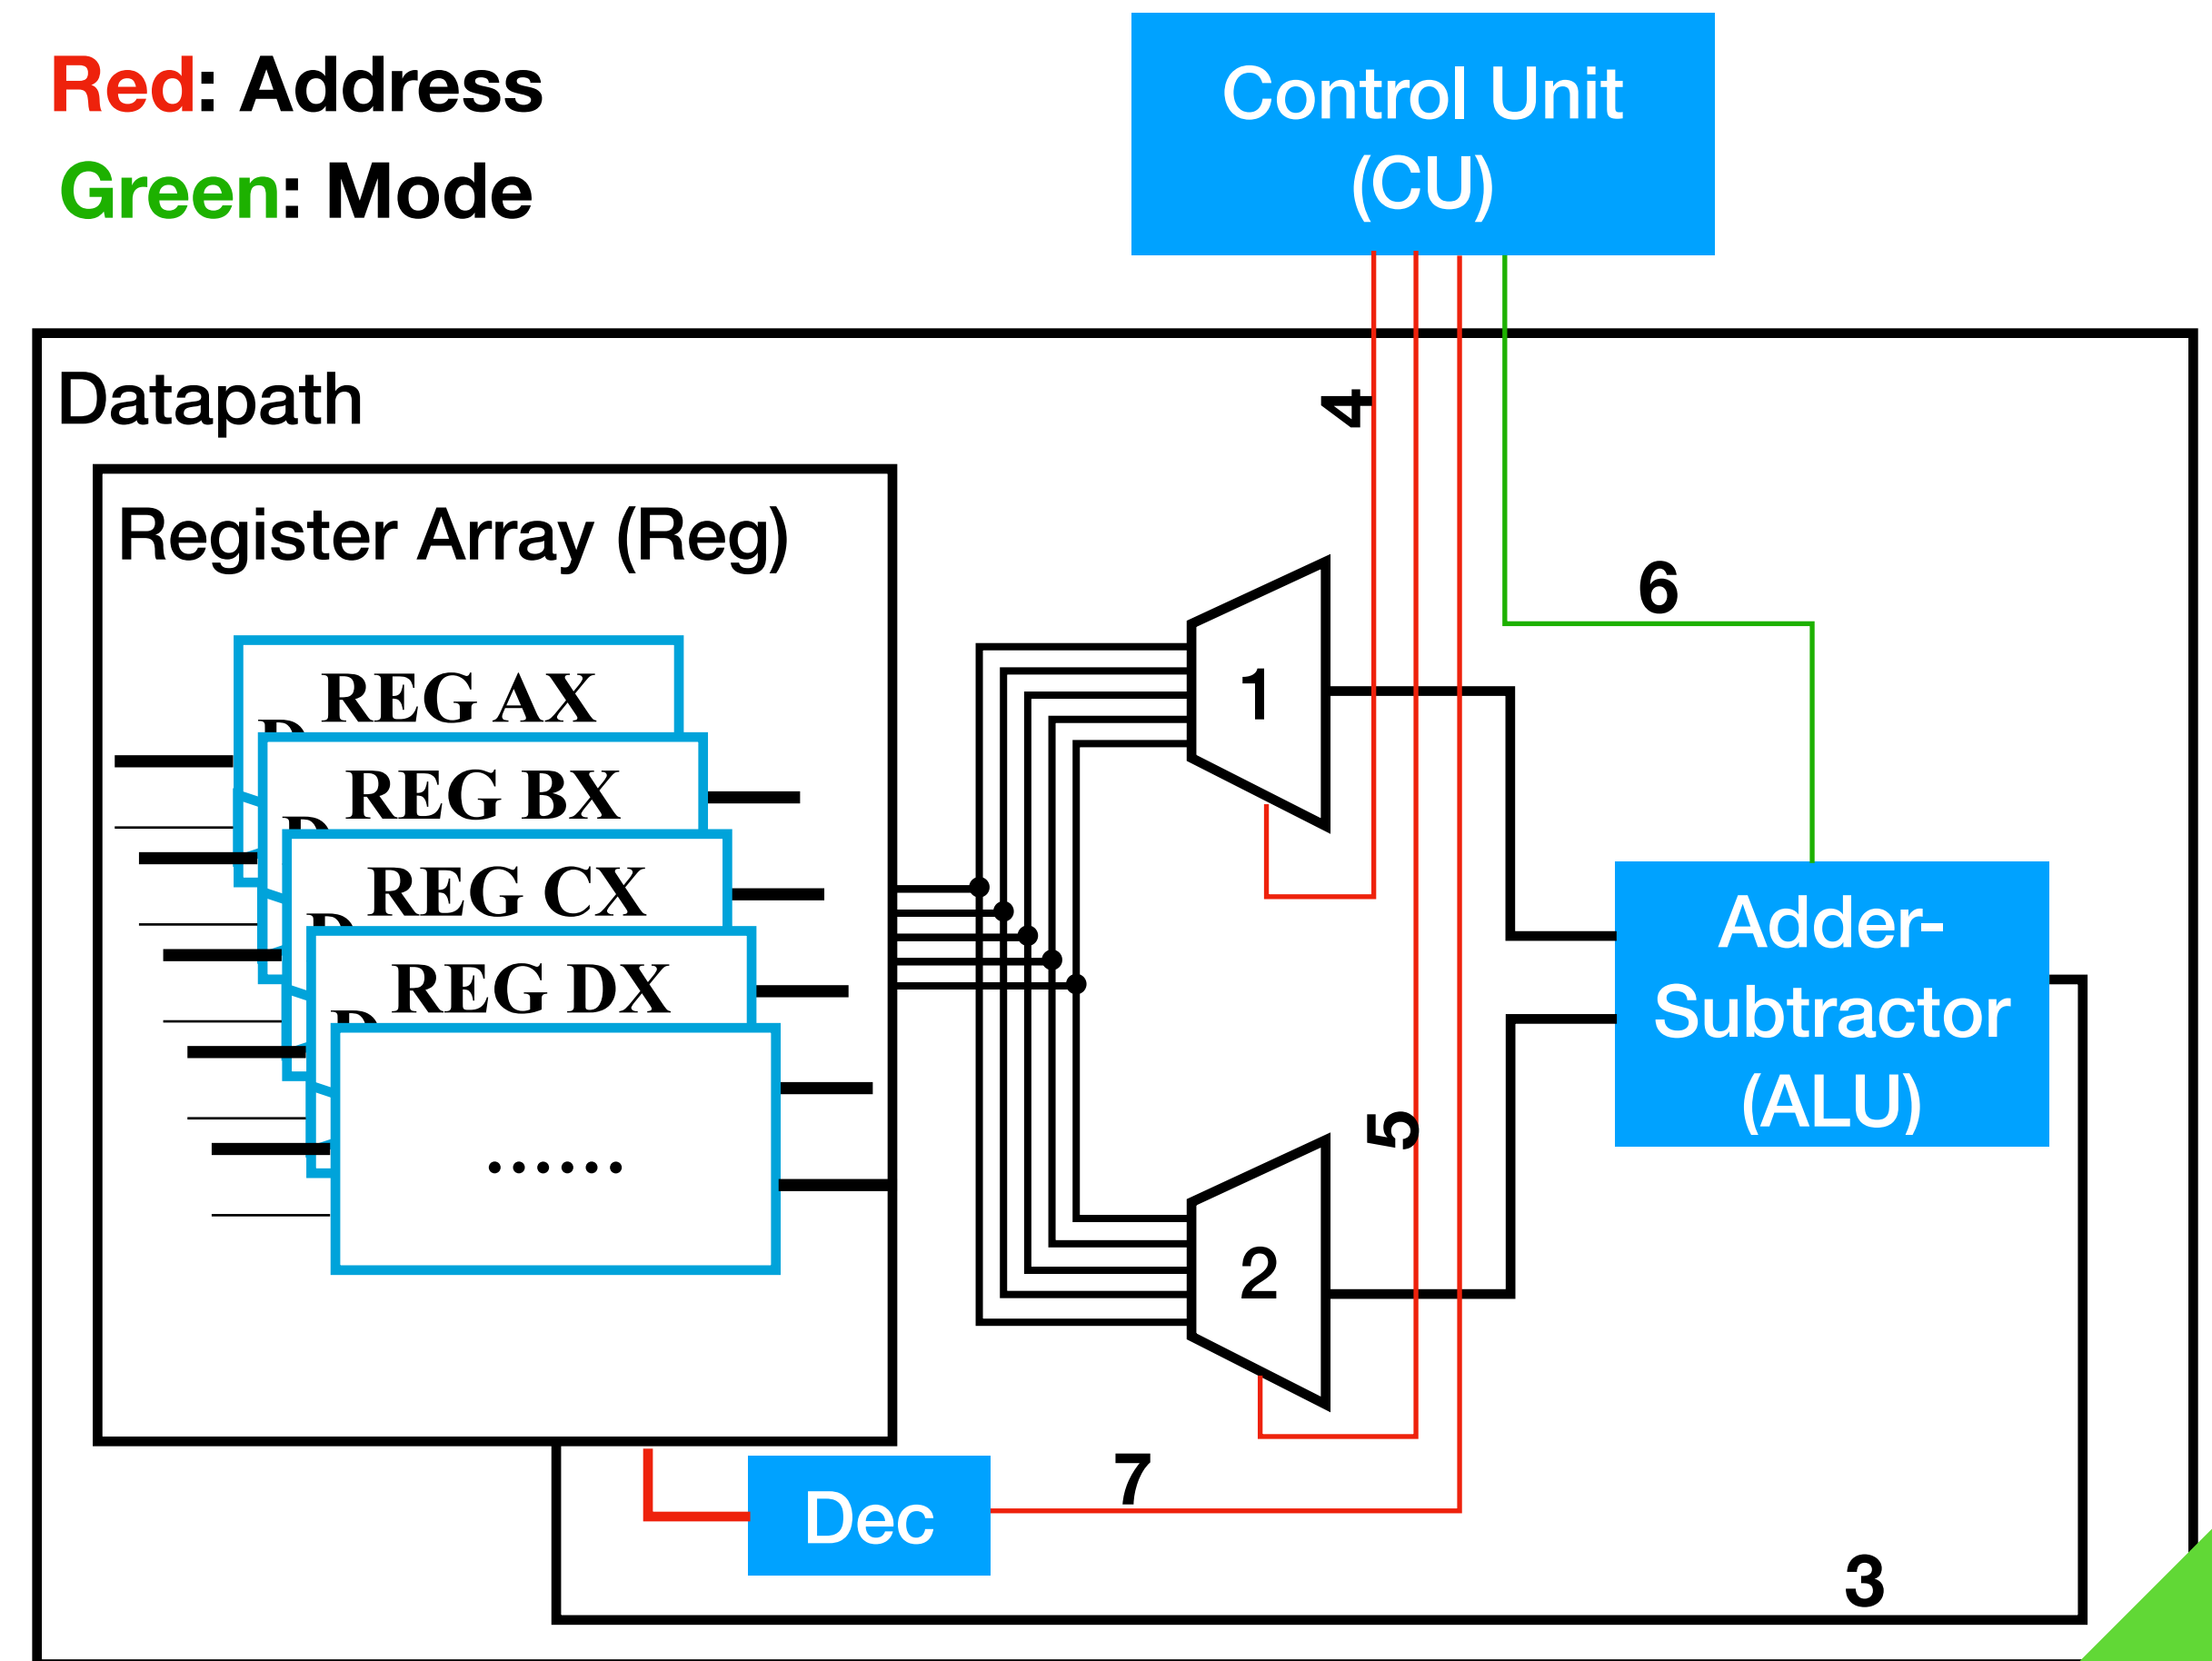 Red: Address
Green: Mode
Control Unit
(CU)
Datapath
Register Array (Reg)
REG AX
D
REG BX
D
REG CX
D
REG DX
D
.......
1
2
4
5
6
7
3
Adder-
Subtractor
(ALU)
Dec